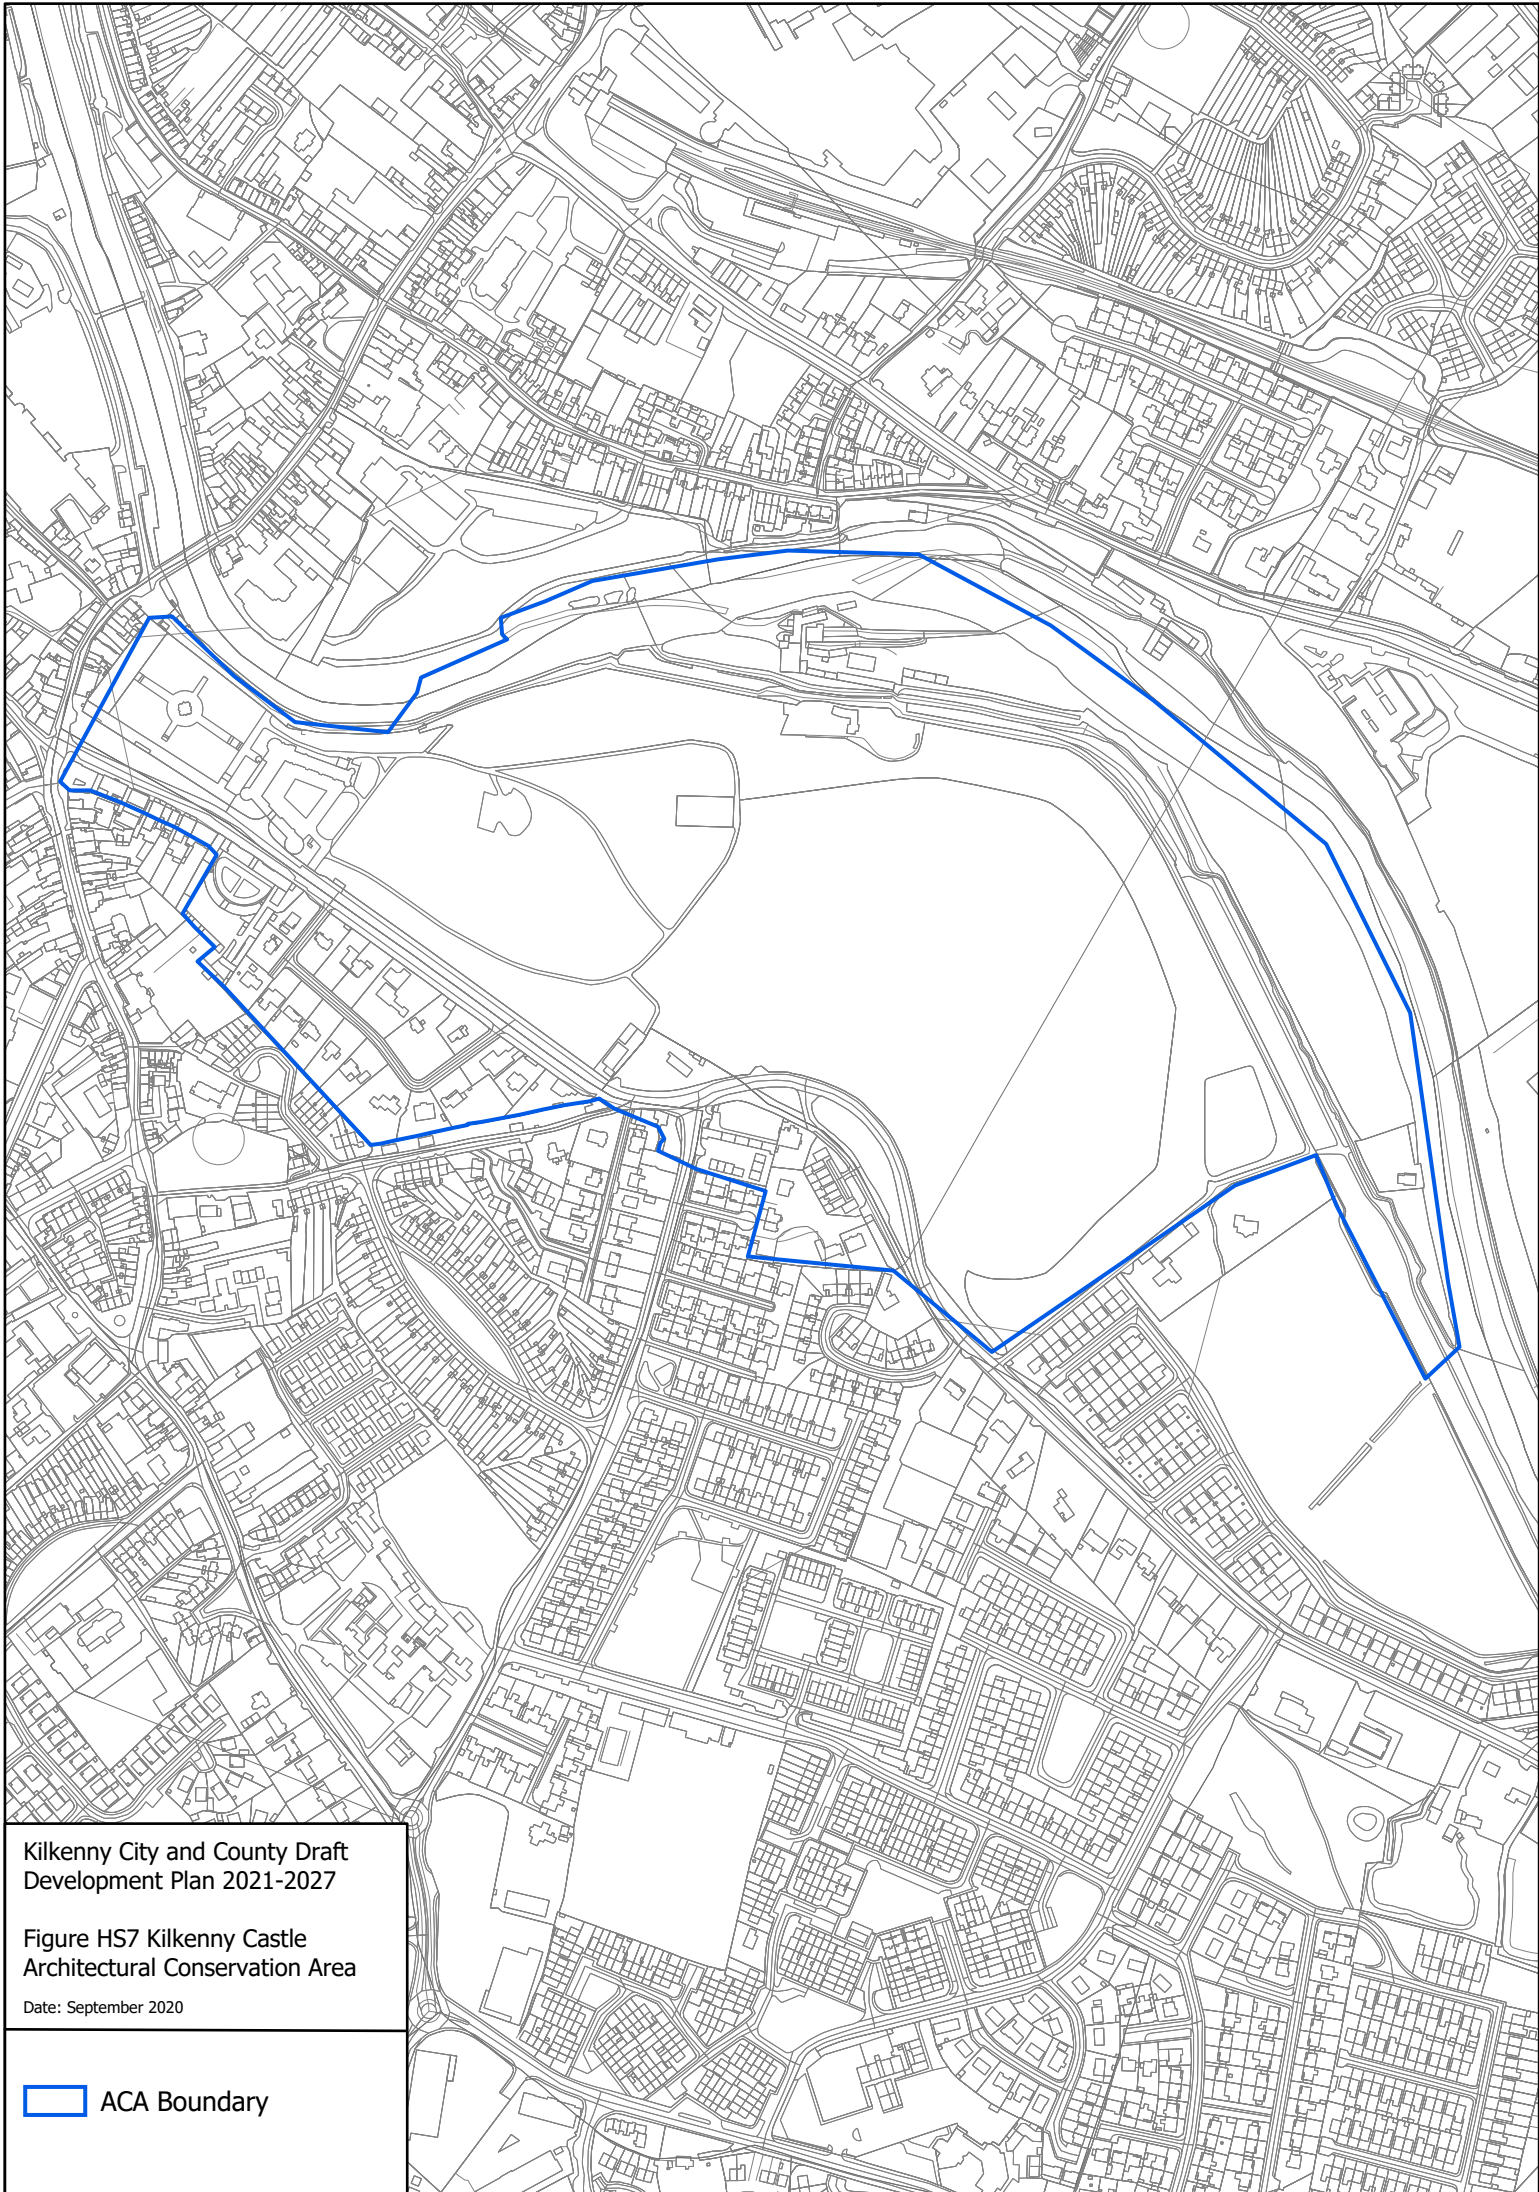 Kilkenny City and County Draft
Development Plan 2021-2027
Figure HS7 Kilkenny Castle
Architectural Conservation Area
Date: September 2020
ACA Boundary